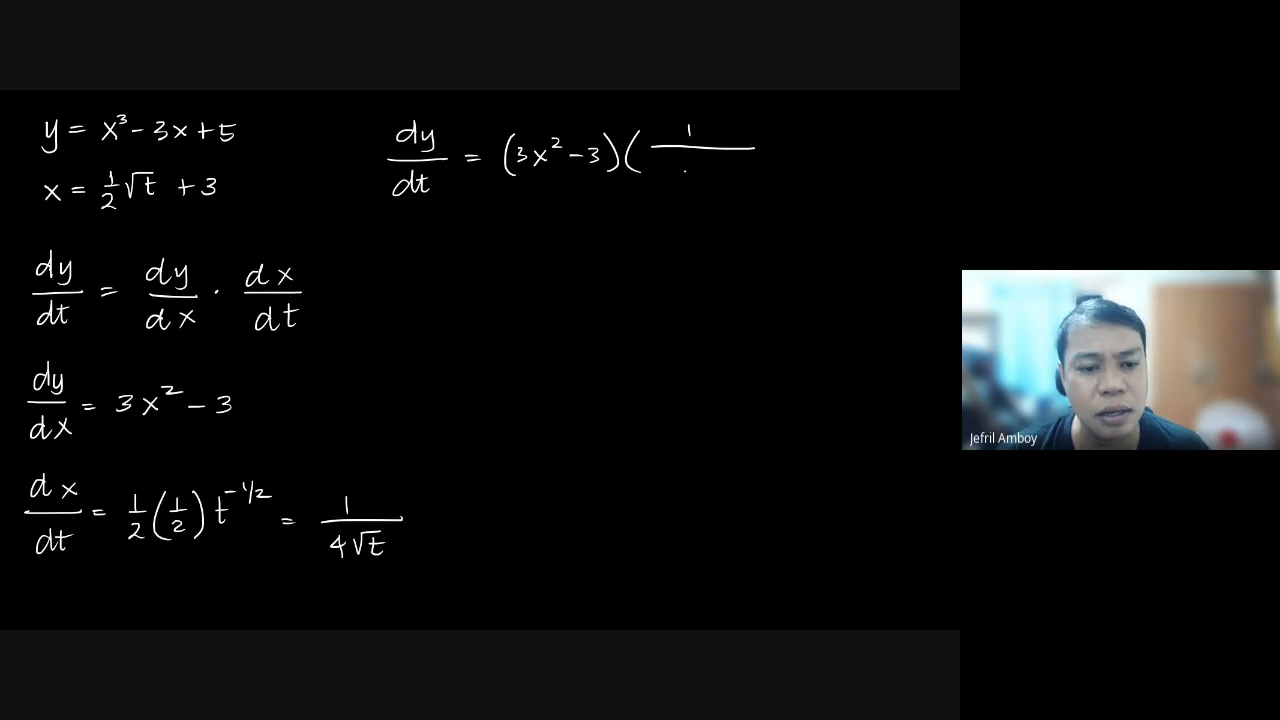 y = x³ - 3x + 5
x = 1/2 √t + 3
dy/dt = dy/dx · dx/dt
dy/dx = 3x² - 3
dx/dt = 1/2 (1/2) t^(-1/2) = 1/(4√t)
dy/dt = (3x² - 3)( 1/
Jefril Amboy